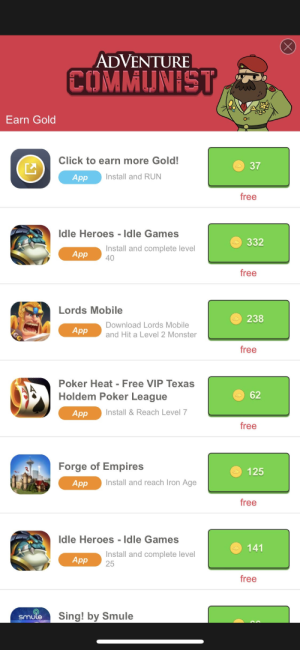 ADVENTURE
COMMUNIST
Earn Gold
Click to earn more Gold!
App Install and RUN
37
free
Idle Heroes - Idle Games
App Install and complete level
40
332
free
Lords Mobile
App Download Lords Mobile
and Hit a Level 2 Monster
238
free
Poker Heat - Free VIP Texas
Holdem Poker League
App Install & Reach Level 7
62
free
Forge of Empires
App Install and reach Iron Age
125
free
Idle Heroes - Idle Games
App Install and complete level
25
141
free
smule
Sing! by Smule